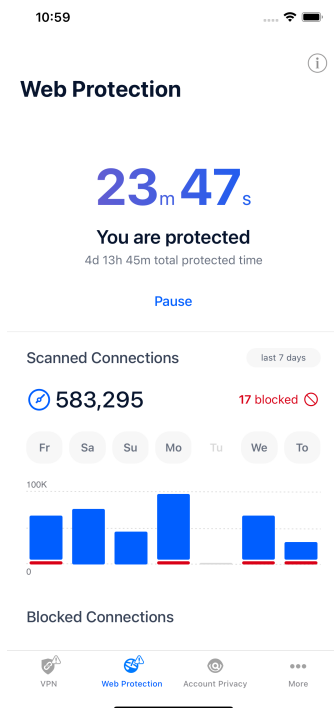 10:59
Web Protection
23m 47s
You are protected
4d 13h 45m total protected time
Pause
Scanned Connections last 7 days
583,295 17 blocked
Fr Sa Su Mo Tu We To
100K
0
Blocked Connections
VPN Web Protection Account Privacy More